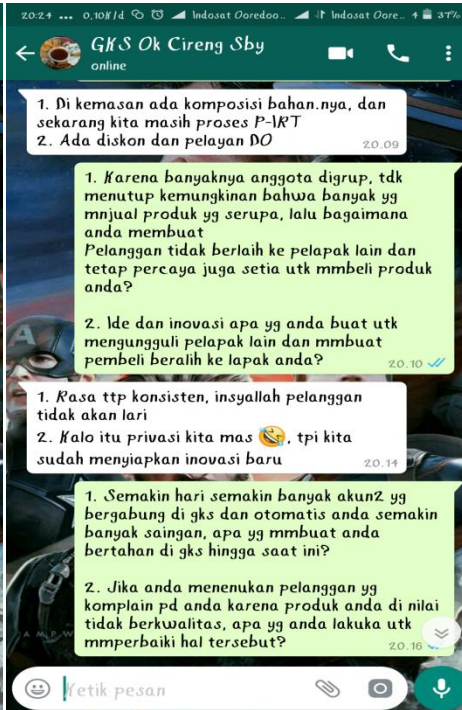 20:24 ... 0,10K/d Indosat Ooredoo.. Indosat Oore.. 4 37%
GKS Ok Cireng Sby
online
1. Di kemasan ada komposisi bahan.nya, dan
sekarang kita masih proses P-IRT
2. Ada diskon dan pelayan DO
20.09
1. Karena banyaknya anggota digrup, tdk
menutup kemungkinan bahwa banyak yg
mnjual produk yg serupa, lalu bagaimana
anda membuat
Pelanggan tidak berlaih ke pelapak lain dan
tetap percaya juga setia utk mmbeli produk
anda?
2. Ide dan inovasi apa yg anda buat utk
mengungguli pelapak lain dan mmbuat
pembeli beralih ke lapak anda?
20.10
1. Rasa ttp konsisten, insyallah pelanggan
tidak akan lari
2. Kalo itu privasi kita mas 🤣, tpi kita
sudah menyiapkan inovasi baru
20.14
1. Semakin hari semakin banyak akun2 yg
bergabung di gks dan otomatis anda semakin
banyak saingan, apa yg mmbuat anda
bertahan di gks hingga saat ini?
2. Jika anda menenukan pelanggan yg
komplain pd anda karena produk anda di nilai
tidak berkwalitas, apa yg anda lakuka utk
mmperbaiki hal tersebut?
20.16
Ketik pesan